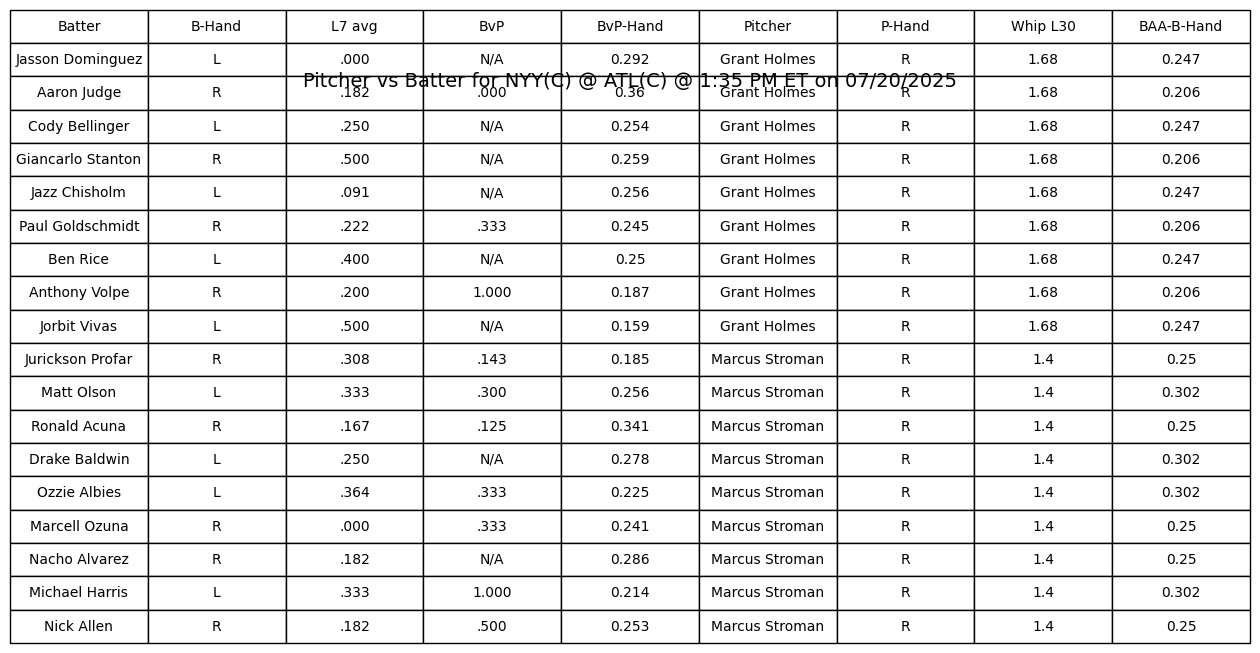 Batter B-Hand L7 avg BvP BvP-Hand Pitcher P-Hand Whip L30 BAA-B-Hand
Jasson Dominguez L .000 N/A 0.292 Grant Holmes R 1.68 0.247
Pitcher vs Batter for NYY(C) @ ATL(C) @ 1:35 PM ET on 07/20/2025
Aaron Judge R .182 .000 0.36 Grant Holmes R 1.68 0.206
Cody Bellinger L .250 N/A 0.254 Grant Holmes R 1.68 0.247
Giancarlo Stanton R .500 N/A 0.259 Grant Holmes R 1.68 0.206
Jazz Chisholm L .091 N/A 0.256 Grant Holmes R 1.68 0.247
Paul Goldschmidt R .222 .333 0.245 Grant Holmes R 1.68 0.206
Ben Rice L .400 N/A 0.25 Grant Holmes R 1.68 0.247
Anthony Volpe R .200 1.000 0.187 Grant Holmes R 1.68 0.206
Jorbit Vivas L .500 N/A 0.159 Grant Holmes R 1.68 0.247
Jurickson Profar R .308 .143 0.185 Marcus Stroman R 1.4 0.25
Matt Olson L .333 .300 0.256 Marcus Stroman R 1.4 0.302
Ronald Acuna R .167 .125 0.341 Marcus Stroman R 1.4 0.25
Drake Baldwin L .250 N/A 0.278 Marcus Stroman R 1.4 0.302
Ozzie Albies L .364 .333 0.225 Marcus Stroman R 1.4 0.302
Marcell Ozuna R .000 .333 0.241 Marcus Stroman R 1.4 0.25
Nacho Alvarez R .182 N/A 0.286 Marcus Stroman R 1.4 0.25
Michael Harris L .333 1.000 0.214 Marcus Stroman R 1.4 0.302
Nick Allen R .182 .500 0.253 Marcus Stroman R 1.4 0.25